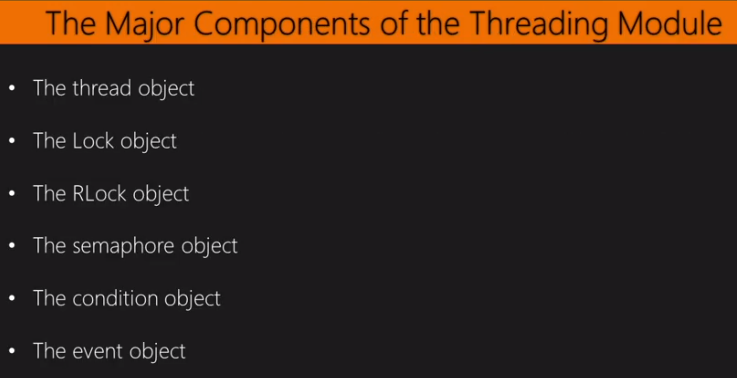 The Major Components of the Threading Module
• The thread object
• The Lock object
• The RLock object
• The semaphore object
• The condition object
• The event object